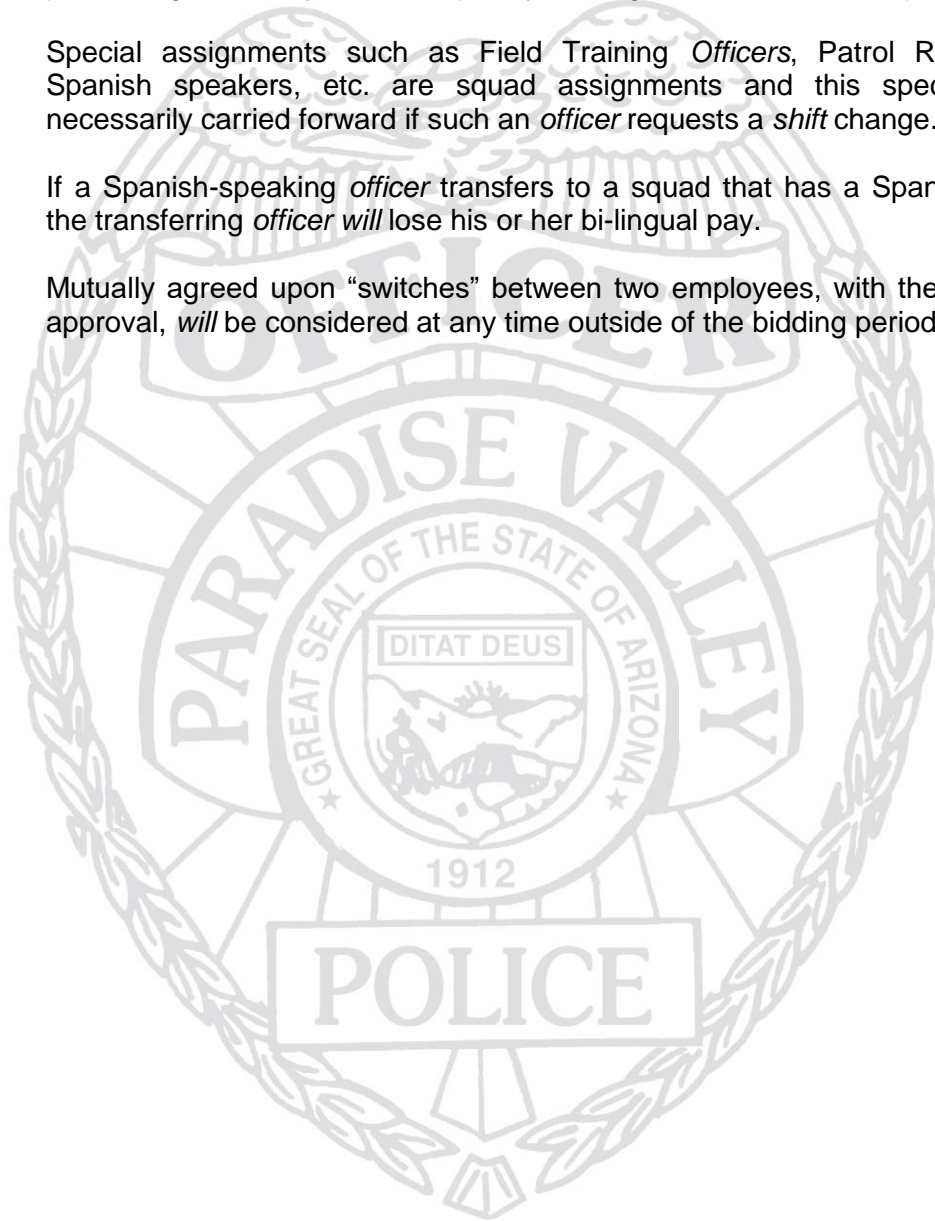 Special assignments such as Field Training Officers, Patrol R
Spanish speakers, etc. are squad assignments and this spec
necessarily carried forward if such an officer requests a shift change.
If a Spanish-speaking officer transfers to a squad that has a Span
the transferring officer will lose his or her bi-lingual pay.
Mutually agreed upon “switches” between two employees, with the
approval, will be considered at any time outside of the bidding period
OFFICER
PARADISE VALLEY
GREAT SEAL OF THE STATE OF ARIZONA
DITAT DEUS
1912
POLICE